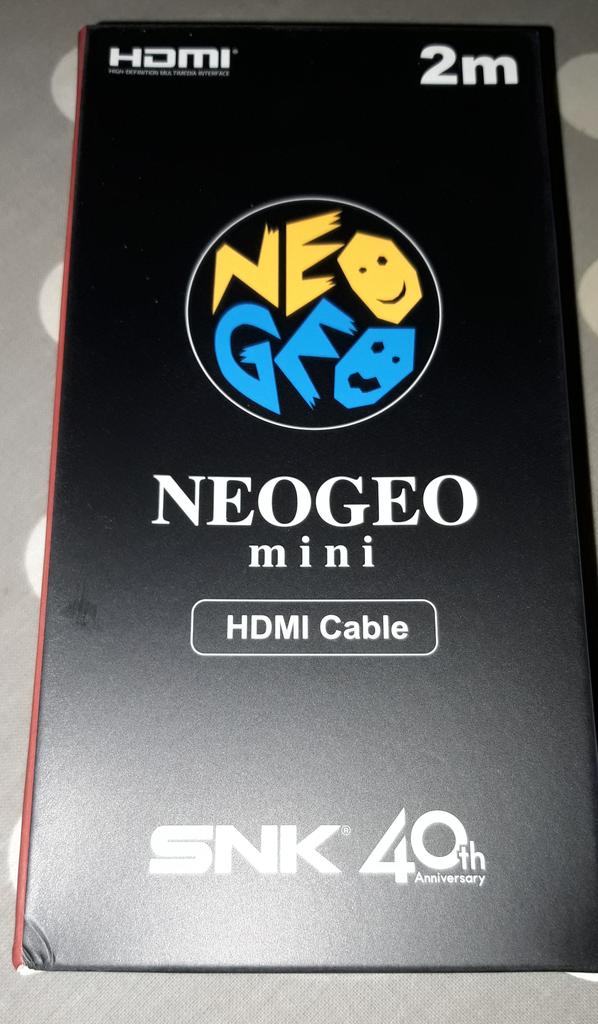 HDMI
HIGH-DEFINITION MULTIMEDIA INTERFACE
2m
NEO
GEO
NEOGEO
mini
HDMI Cable
SNK® 40th
Anniversary